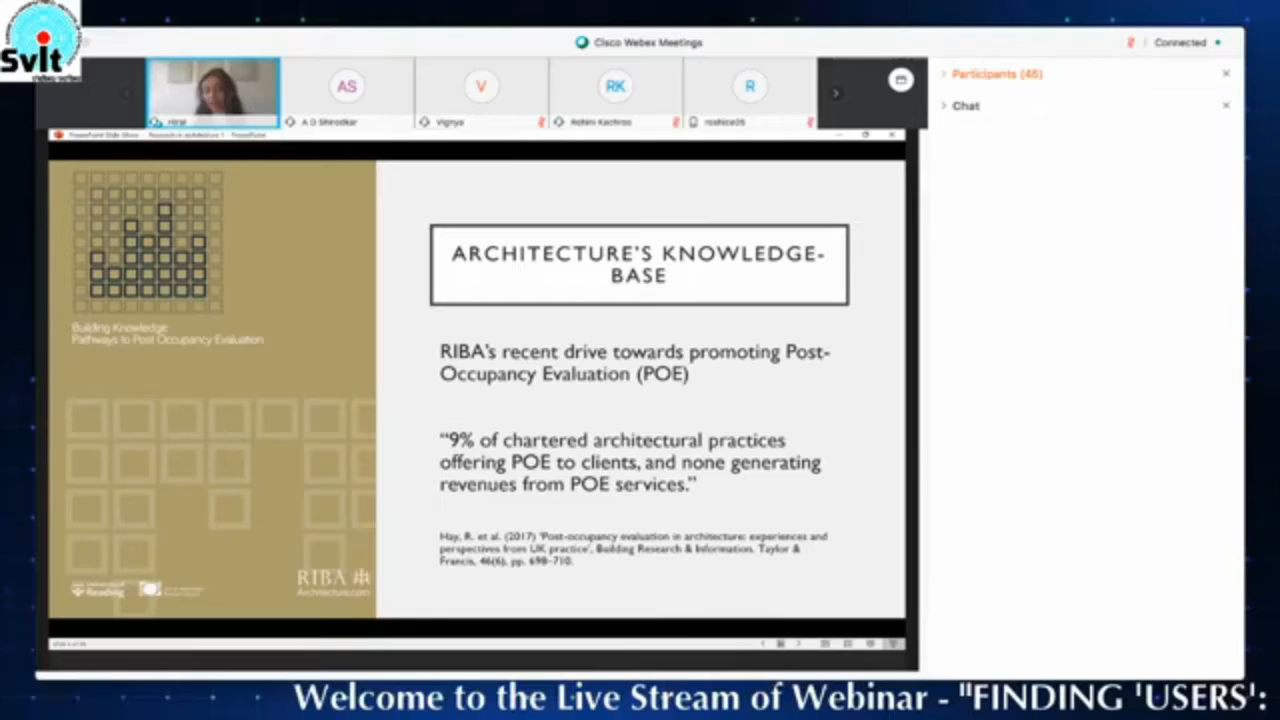 Svlt
Cisco Webex Meetings
Connected
Participants (46)
Chat
AS
V
RK
R
A D Shirodkar
Vignya
Rohini Kachroo
roshice05
ARCHITECTURE'S KNOWLEDGE-
BASE
Building Knowledge:
Pathways to Post Occupancy Evaluation
RIBA's recent drive towards promoting Post-
Occupancy Evaluation (POE)
“9% of chartered architectural practices
offering POE to clients, and none generating
revenues from POE services.”
Hay, R. et al. (2017) ‘Post-occupancy evaluation in architecture: experiences and
perspectives from UK practice’, Building Research & Information. Taylor &
Francis, 46(6), pp. 698–710.
Reading
RIBA
Architecture.com
Welcome to the Live Stream of Webinar - "FINDING 'USERS':